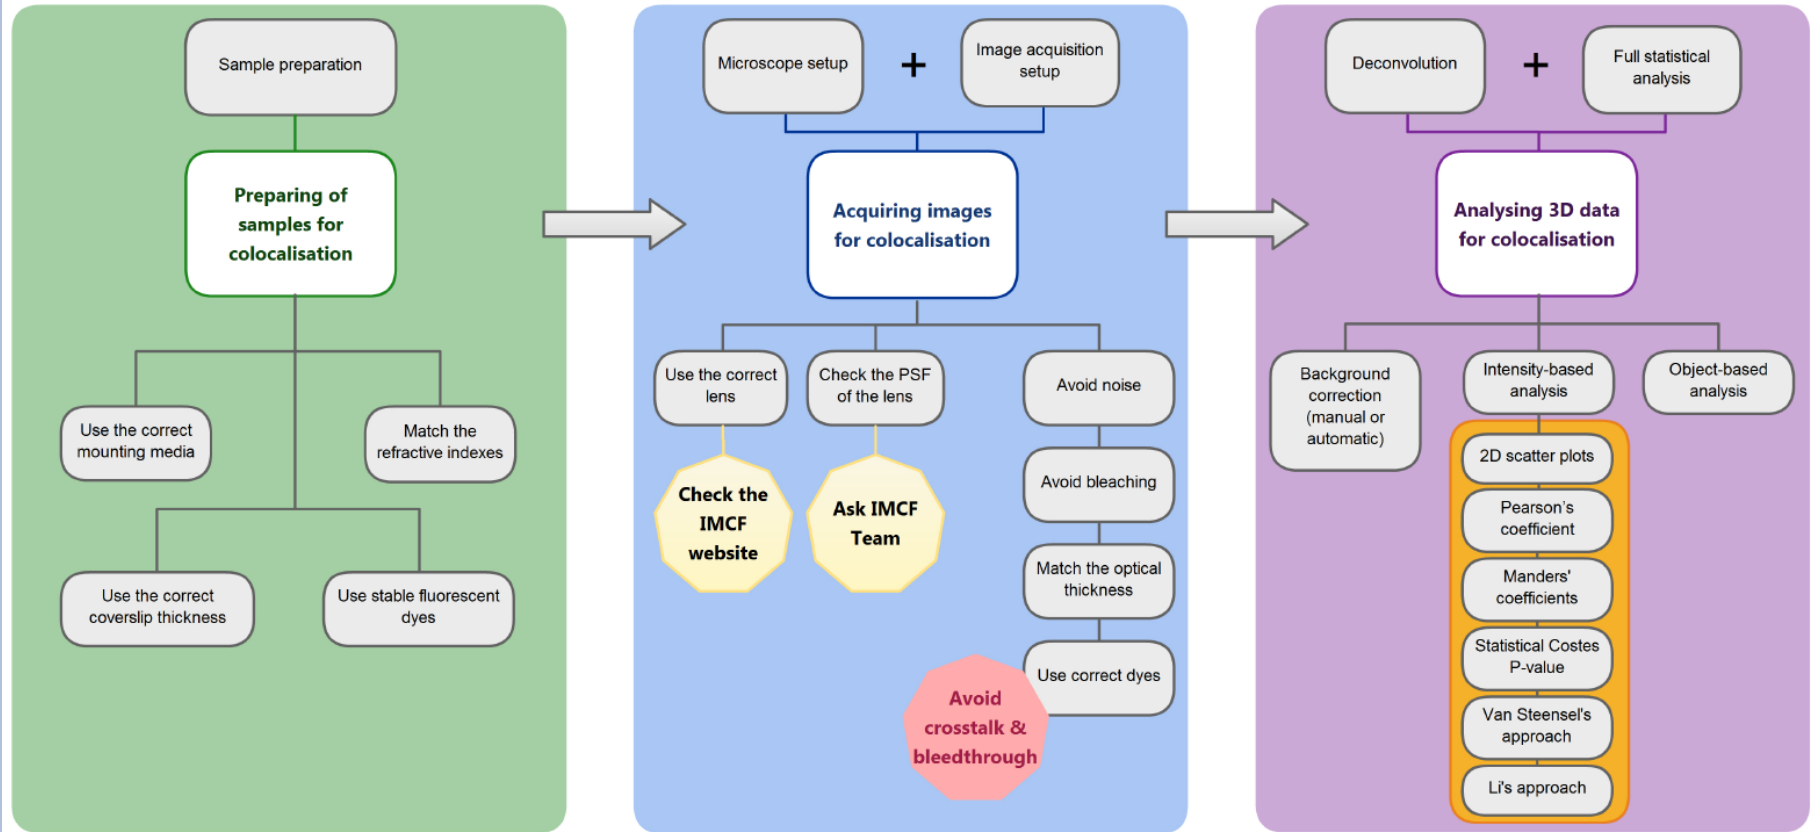 Sample preparation
Preparing of
samples for
colocalisation
Use the correct
mounting media
Match the
refractive indexes
Use the correct
coverslip thickness
Use stable fluorescent
dyes
Microscope setup
+
Image acquisition
setup
Acquiring images
for colocalisation
Use the correct
lens
Check the PSF
of the lens
Avoid noise
Check the
IMCF
website
Ask IMCF
Team
Avoid bleaching
Match the optical
thickness
Use correct dyes
Avoid
crosstalk &
bleedthrough
Deconvolution
+
Full statistical
analysis
Analysing 3D data
for colocalisation
Background
correction
(manual or
automatic)
Intensity-based
analysis
Object-based
analysis
2D scatter plots
Pearson's
coefficient
Manders'
coefficients
Statistical Costes
P-value
Van Steensel's
approach
Li's approach